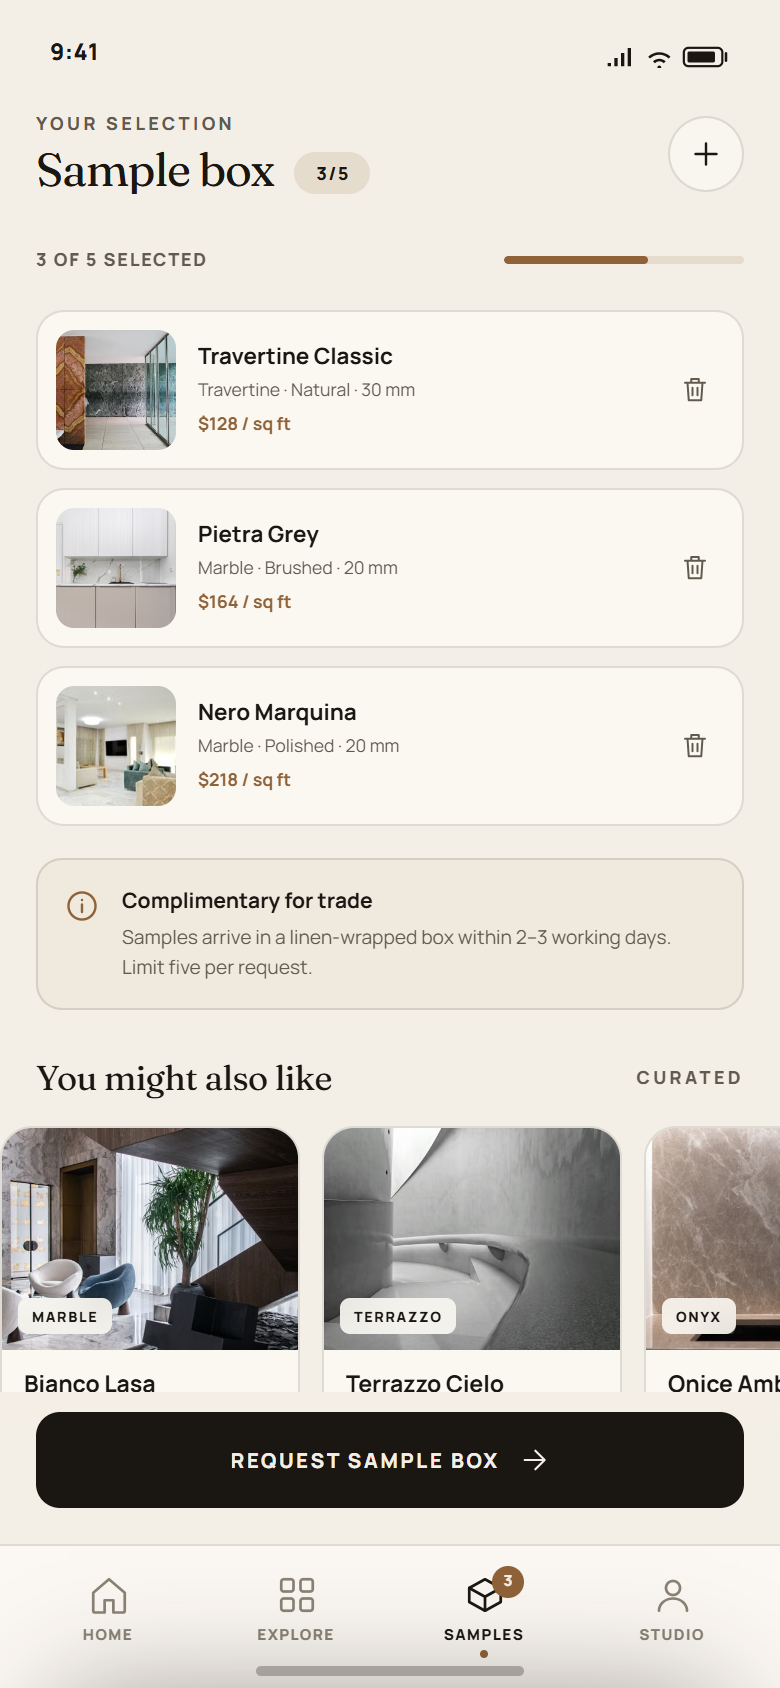 9:41
YOUR SELECTION
Sample box
3/5
3 OF 5 SELECTED
Travertine Classic
Travertine · Natural · 30 mm
$128 / sq ft
Pietra Grey
Marble · Brushed · 20 mm
$164 / sq ft
Nero Marquina
Marble · Polished · 20 mm
$218 / sq ft
Complimentary for trade
Samples arrive in a linen-wrapped box within 2–3 working days.
Limit five per request.
You might also like
CURATED
MARBLE
TERRAZZO
ONYX
Bianco Lasa
Terrazzo Cielo
Onice Amb
REQUEST SAMPLE BOX
3
HOME
EXPLORE
SAMPLES
STUDIO